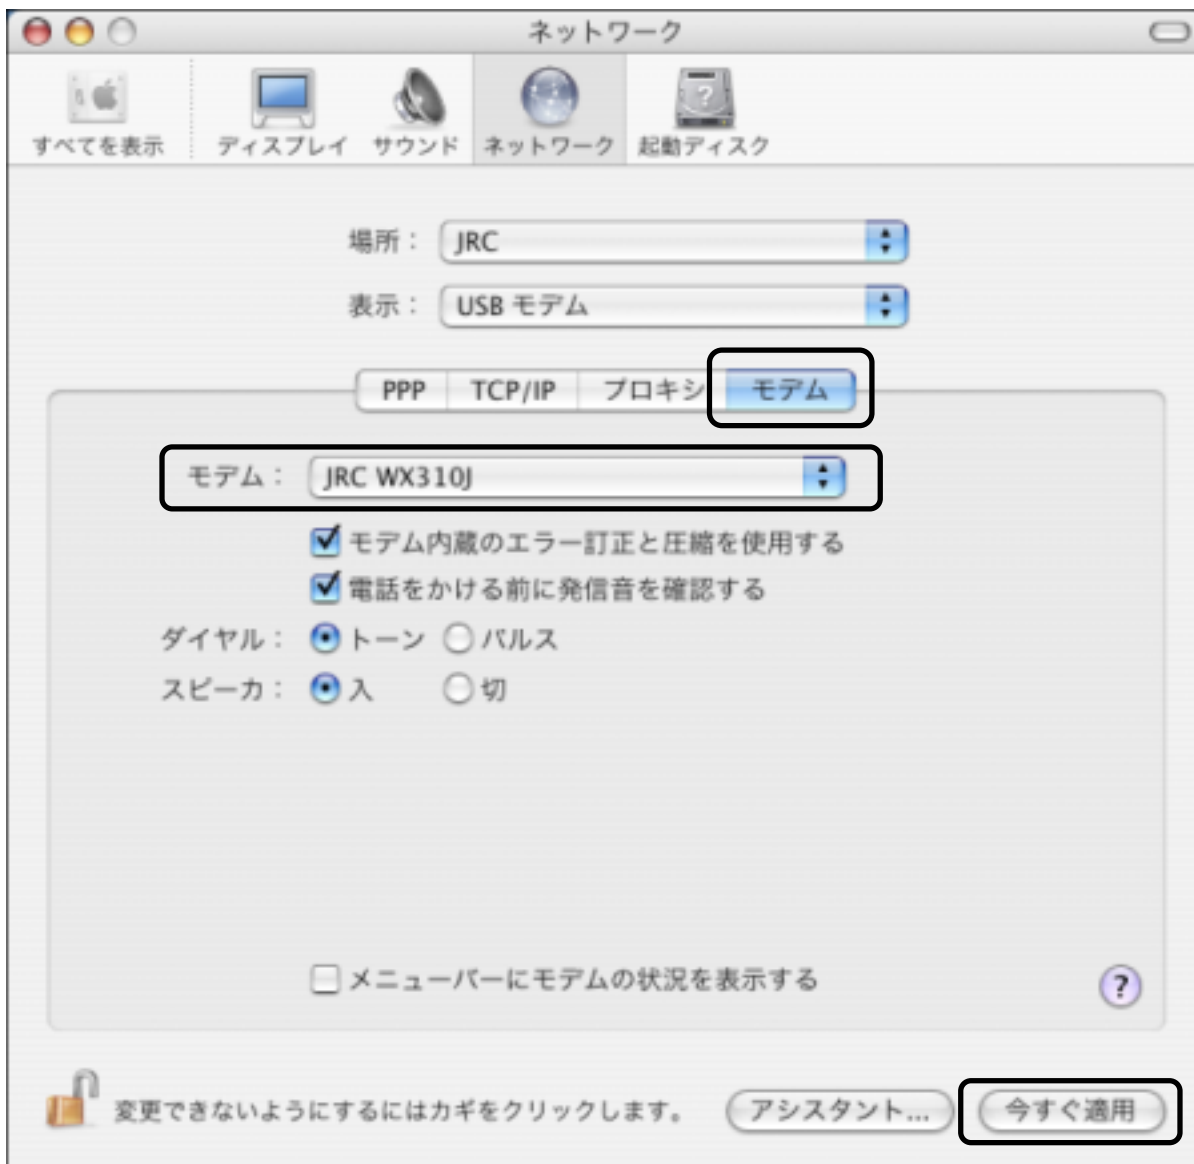 ネットワーク
すべてを表示 ディスプレイ サウンド ネットワーク 起動ディスク
場所： JRC
表示： USB モデム
PPP TCP/IP プロキシ モデム
モデム： JRC WX310J
モデム内蔵のエラー訂正と圧縮を使用する
電話をかける前に発信音を確認する
ダイヤル： トーン パルス
スピーカ： 入 切
メニューバーにモデムの状況を表示する ?
変更できないようにするにはカギをクリックします。 アシスタント... 今すぐ適用